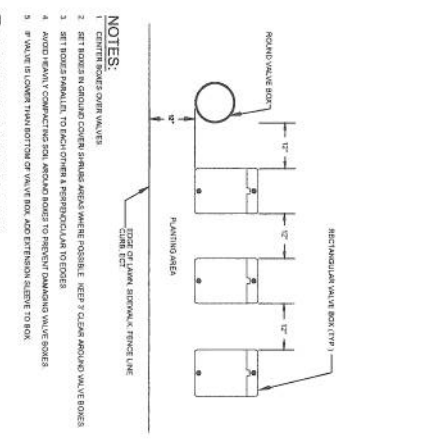 ROUND VALVE BOX
RECTANGULAR VALVE BOX (TYP.)
12"
12"
12"
12"
PLANTING AREA
EDGE OF LAWN, SIDEWALK, FENCE LINE
CURB, ECT
NOTES:
1 CENTER BOXES OVER VALVES
2 SET BOXES IN GROUND COVER/ SHRUBS AREAS WHERE POSSIBLE. KEEP 3' CLEAR AROUND VALVE BOXES.
3 SET BOXES PARALLEL TO EACH OTHER & PERPENDICULAR TO EDGES
4 AVOID HEAVILY COMPACTING SOIL AROUND BOXES TO PREVENT DAMAGING VALVE BOXES
5 IF VALVE IS LOWER THAN BOTTOM OF VALVE BOX, ADD EXTENSION SLEEVE TO BOX